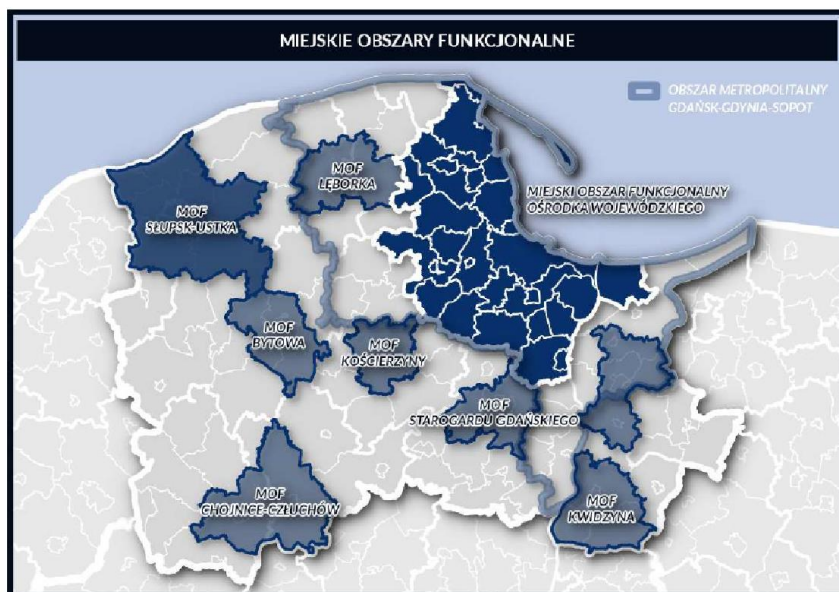 MIEJSKIE OBSZARY FUNKCJONALNE
OBSZAR METROPOLITALNY
GDAŃSK-GDYNIA-SOPOT
MOF
LĘBORKA
MIEJSKI OBSZAR FUNKCJONALNY
OŚRODKA WOJEWÓDZKIEGO
MOF
SŁUPSK-USTKA
MOF
BYTOWA
MOF
KOŚCIERZYNY
MOF
STAROGARDU GDAŃSKIEGO
MOF
CHOJNICE-CZŁUCHÓW
MOF
KWIDZYNA